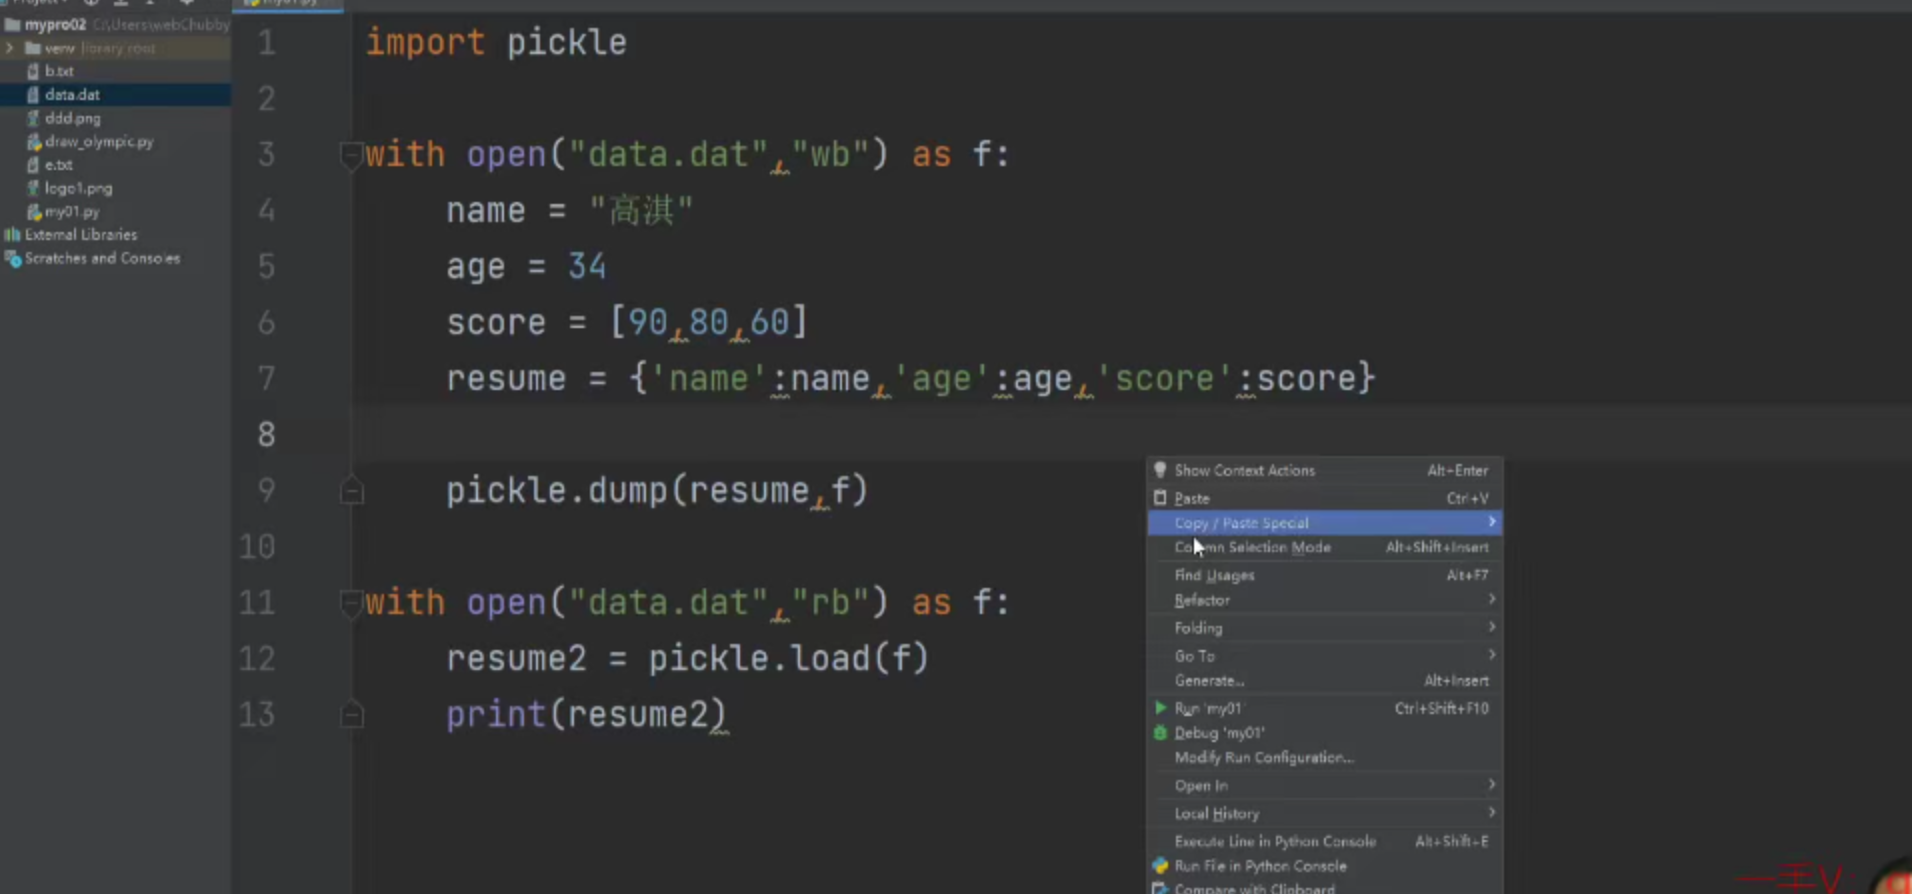 mypro02 C:\Users\webChubby
venv library root
b.txt
data.dat
ddd.png
draw_olympic.py
e.txt
logo1.png
my01.py
External Libraries
Scratches and Consoles
1 import pickle
2
3 with open("data.dat","wb") as f:
4 name = "高淇"
5 age = 34
6 score = [90,80,60]
7 resume = {'name':name,'age':age,'score':score}
8
9 pickle.dump(resume,f)
10
11 with open("data.dat","rb") as f:
12 resume2 = pickle.load(f)
13 print(resume2)
Show Context Actions Alt+Enter
Paste Ctrl+V
Copy / Paste Special
Column Selection Mode Alt+Shift+Insert
Find Usages Alt+F7
Refactor
Folding
Go To
Generate... Alt+Insert
Run 'my01' Ctrl+Shift+F10
Debug 'my01'
Modify Run Configuration...
Open In
Local History
Execute Line in Python Console Alt+Shift+E
Run File in Python Console
Compare with Clipboard